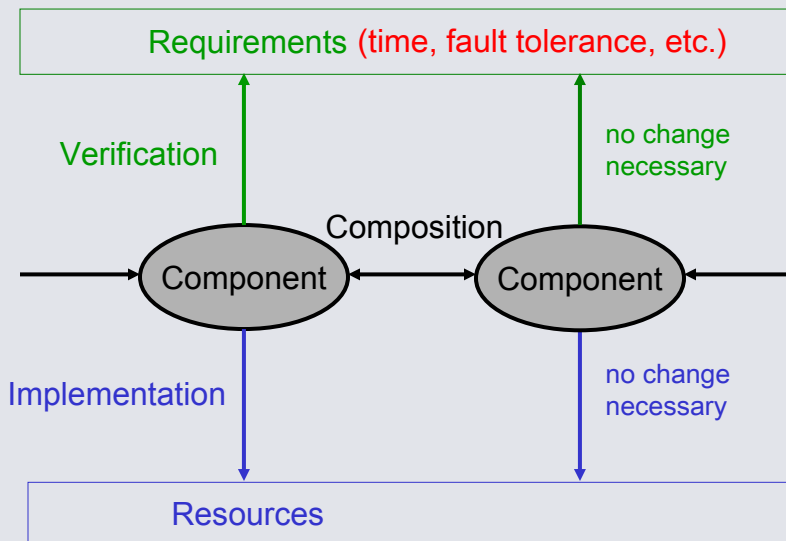 Requirements (time, fault tolerance, etc.)
Verification
no change
necessary
Composition
Component
Component
Implementation
no change
necessary
Resources